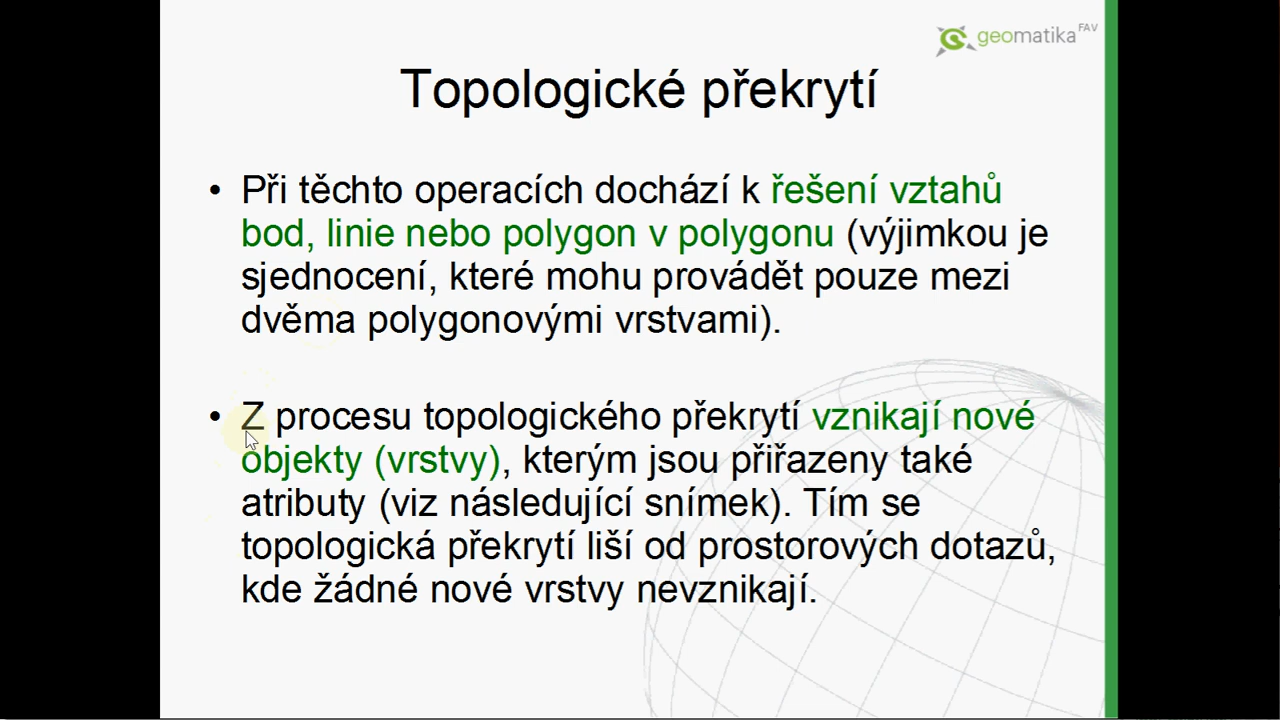 geomatika FAV
Topologické překrytí
• Při těchto operacích dochází k řešení vztahů
bod, linie nebo polygon v polygonu (výjimkou je
sjednocení, které mohu provádět pouze mezi
dvěma polygonovými vrstvami).
• Z procesu topologického překrytí vznikají nové
objekty (vrstvy), kterým jsou přiřazeny také
atributy (viz následující snímek). Tím se
topologická překrytí liší od prostorových dotazů,
kde žádné nové vrstvy nevznikají.